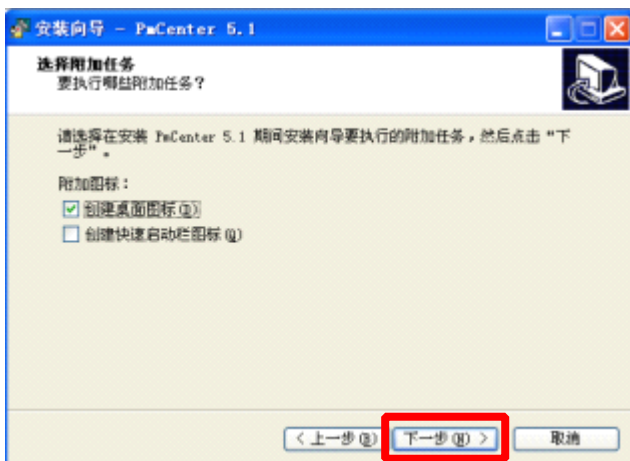 安装向导 - PmCenter 5.1
选择附加任务
要执行哪些附加任务？
请选择在安装 PmCenter 5.1 期间安装向导要执行的附加任务，然后点击“下
一步”。
附加图标：
创建桌面图标(D)
创建快速启动栏图标(Q)
< 上一步(B)
下一步(N) >
取消